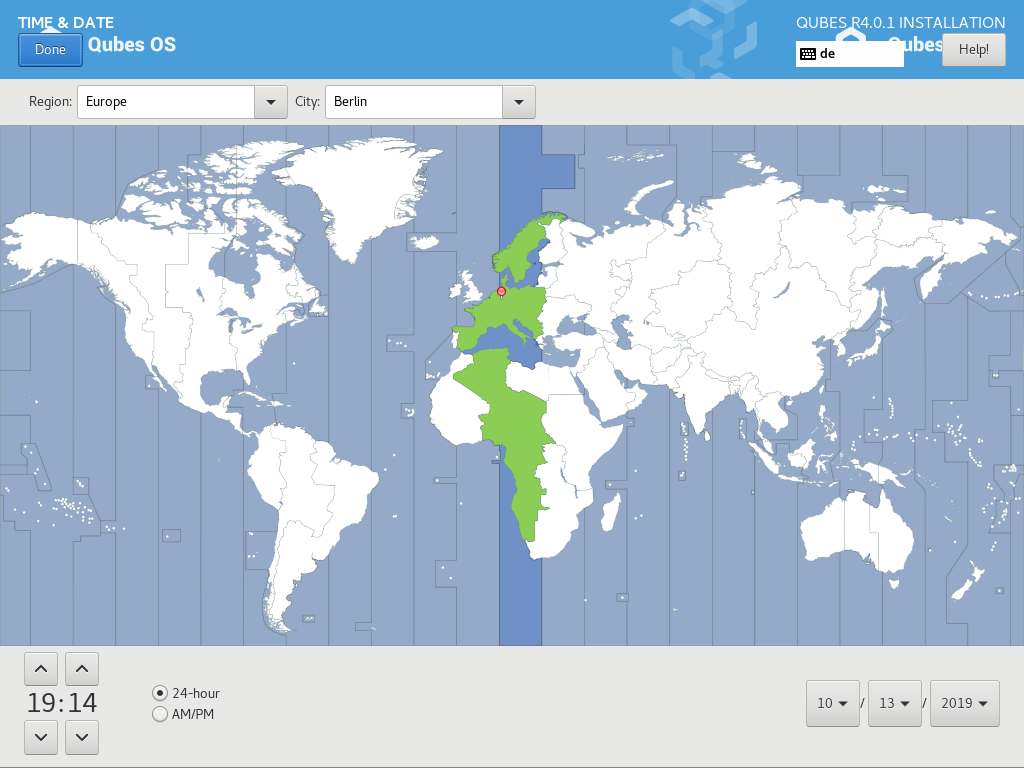 TIME & DATE
QUBES R4.0.1 INSTALLATION
Done
Qubes OS
de
Qubes
Help!
Region:
Europe
City:
Berlin
19:14
24-hour
AM/PM
10 / 13 / 2019